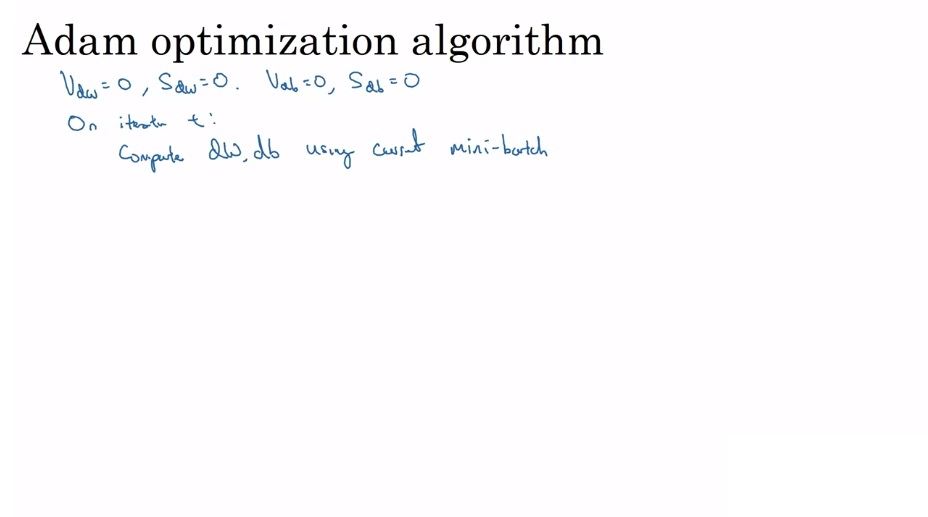 Adam optimization algorithm
Vdw = 0, Sdw = 0. Vdb = 0, Sdb = 0
On iteration t:
Compute dW, db using current mini-batch